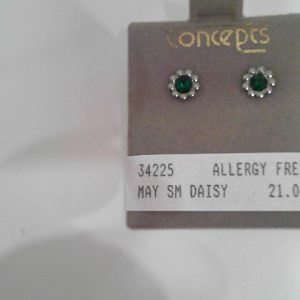 Concepts
34225 ALLERGY FRE
MAY SM DAISY 21.0